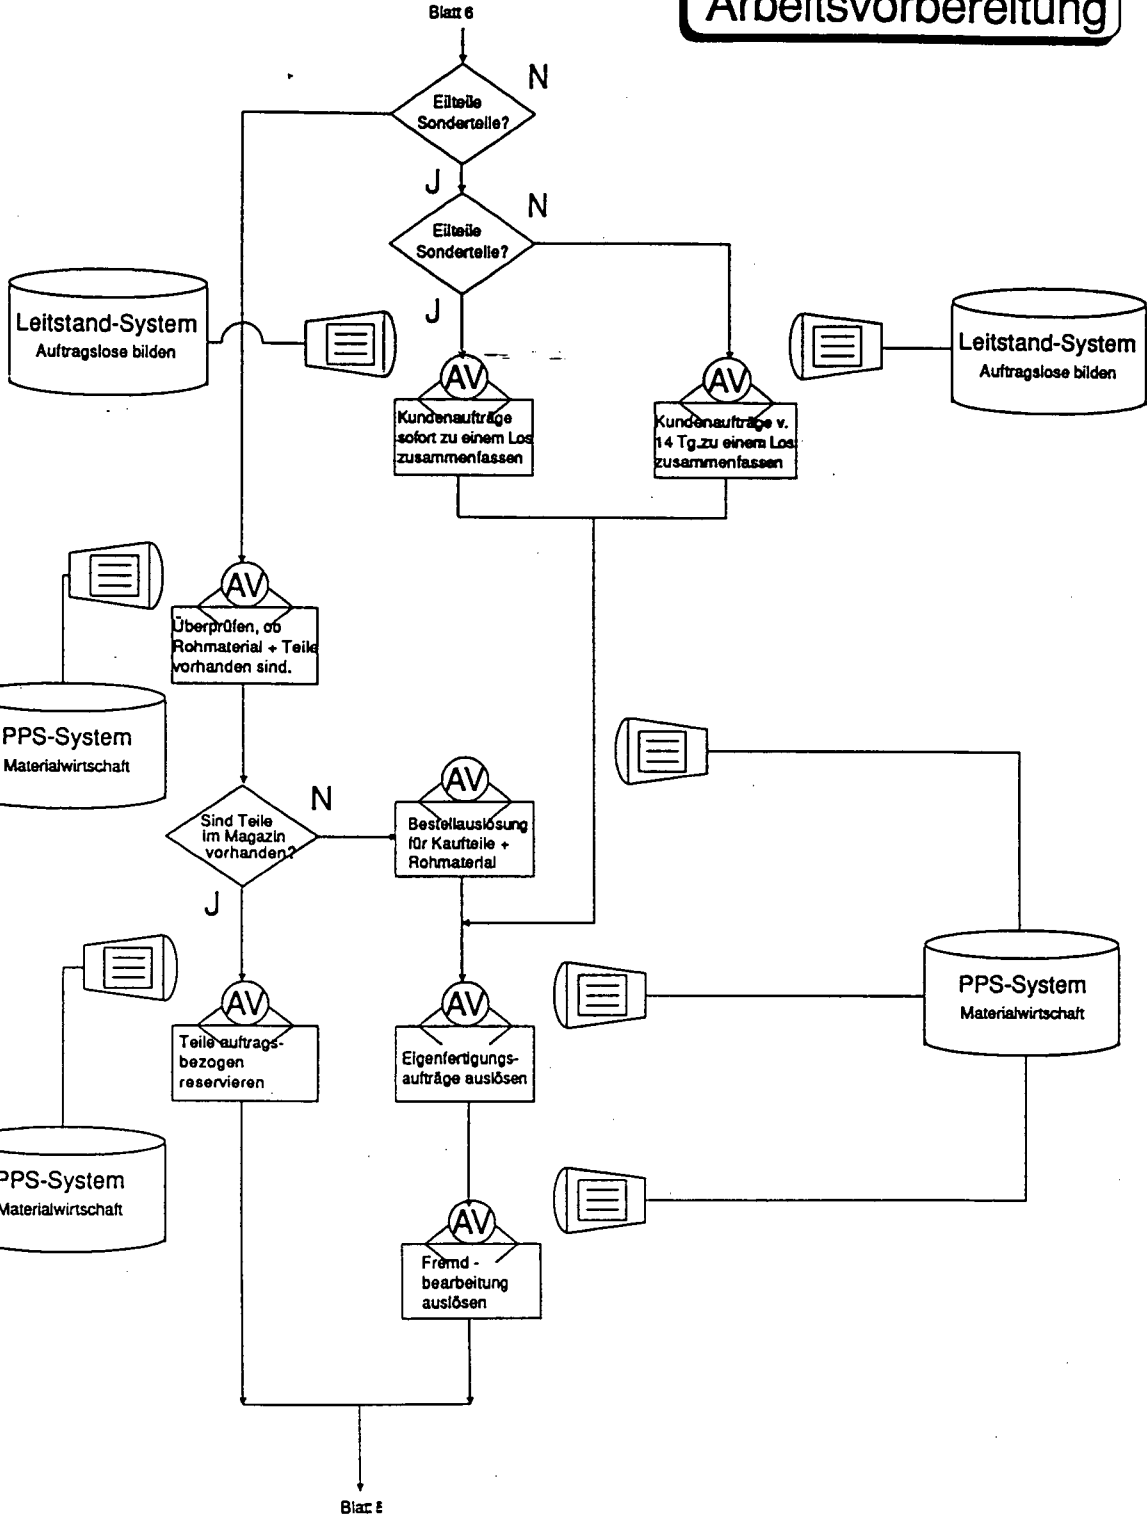 Arbeitsvorbereitung
Blatt 6
N
Eilteile
Sonderteile?
J
N
Eilteile
Sonderteile?
J
Leitstand-System
Auftragslose bilden
Leitstand-System
Auftragslose bilden
AV
Kundenaufträge
sofort zu einem Los
zusammenfassen
AV
Kundenaufträge v.
14 Tg.zu einem Los
zusammenfassen
AV
Überprüfen, ob
Rohmaterial + Teile
vorhanden sind.
PPS-System
Materialwirtschaft
Sind Teile
im Magazin
vorhanden?
N
J
AV
Bestellauslösung
für Kaufteile +
Rohmaterial
AV
Teile auftrags-
bezogen
reservieren
AV
Eigenfertigungs-
aufträge auslösen
PPS-System
Materialwirtschaft
PPS-System
Materialwirtschaft
AV
Fremd -
bearbeitung
auslösen
Blatt